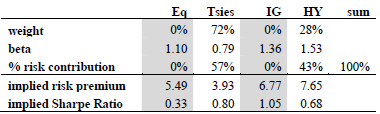 Eq Tsies IG HY sum
weight 0% 72% 0% 28%
beta 1.10 0.79 1.36 1.53
% risk contribution 0% 57% 0% 43% 100%
implied risk premium 5.49 3.93 6.77 7.65
implied Sharpe Ratio 0.33 0.80 1.05 0.68